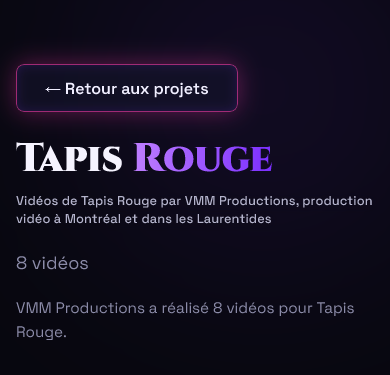 ← Retour aux projets
Tapis Rouge
Vidéos de Tapis Rouge par VMM Productions, production
vidéo à Montréal et dans les Laurentides
8 vidéos
VMM Productions a réalisé 8 vidéos pour Tapis
Rouge.